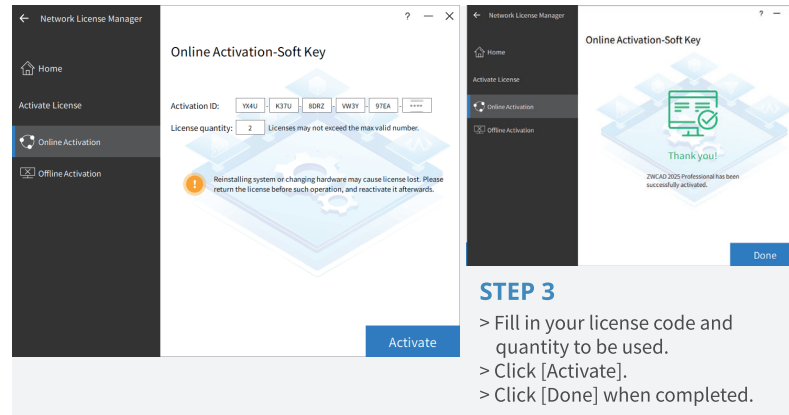 Network License Manager
? — X
Online Activation-Soft Key
Home
Activate License
Activation ID: YX4U - K37U - 8DRZ - VW3Y - 97EA - ****
License quantity: 2 Licenses may not exceed the max valid number.
Online Activation
Offline Activation
! Reinstalling system or changing hardware may cause license lost. Please
return the license before such operation, and reactivate it afterwards.
Activate
Network License Manager
? —
Online Activation-Soft Key
Home
Activate License
Online Activation
Offline Activation
Thank you!
ZWCAD 2025 Professional has been
successfully activated.
Done
STEP 3
> Fill in your license code and
quantity to be used.
> Click [Activate].
> Click [Done] when completed.